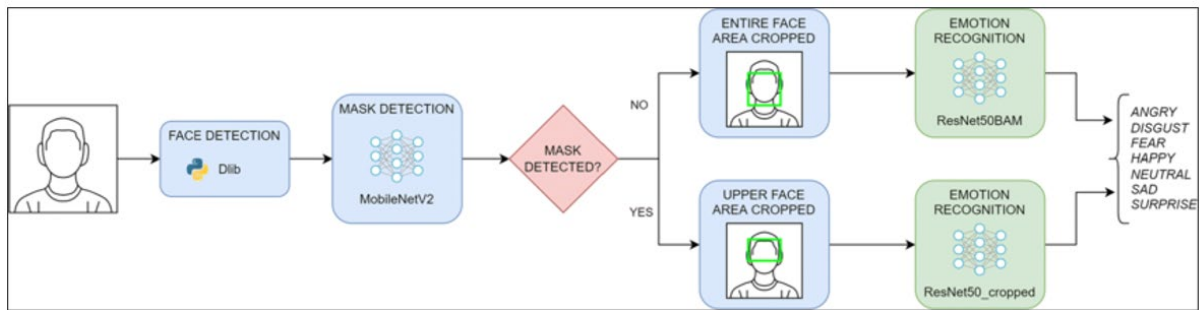 FACE DETECTION
Dlib
MASK DETECTION
MobileNetV2
MASK
DETECTED?
NO
YES
ENTIRE FACE
AREA CROPPED
EMOTION
RECOGNITION
ResNet50BAM
UPPER FACE
AREA CROPPED
EMOTION
RECOGNITION
ResNet50_cropped
ANGRY
DISGUST
FEAR
HAPPY
NEUTRAL
SAD
SURPRISE